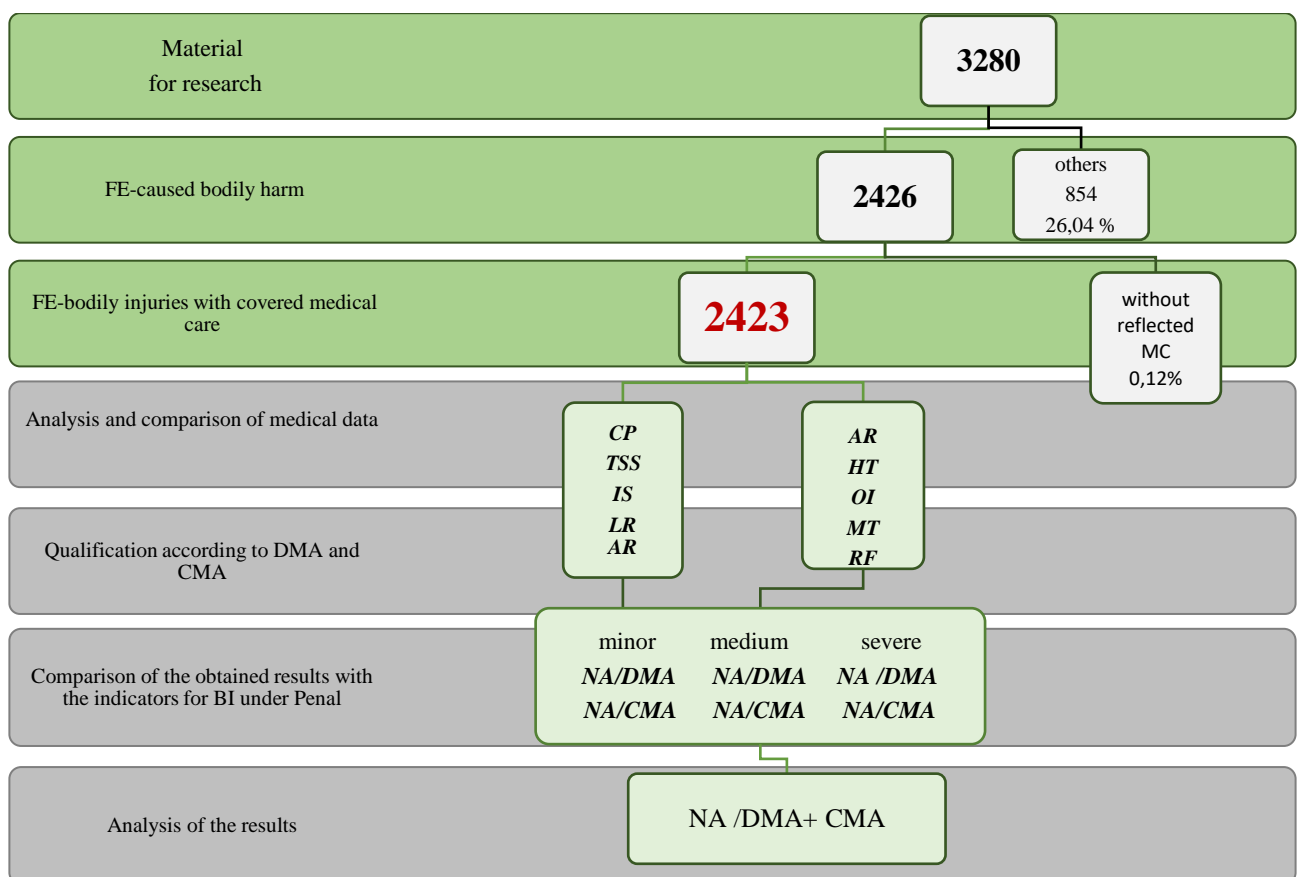 Material
for research
3280
FE-caused bodily harm
2426
others
854
26,04 %
FE-bodily injuries with covered medical
care
2423
without
reflected
MC
0,12%
Analysis and comparison of medical data
CP
TSS
IS
LR
AR
AR
HT
OI
MT
RF
Qualification according to DMA and
CMA
Comparison of the obtained results with
the indicators for BI under Penal
minor medium severe
NA/DMA NA/DMA NA /DMA
NA/CMA NA/CMA NA/CMA
Analysis of the results
NA /DMA+ CMA